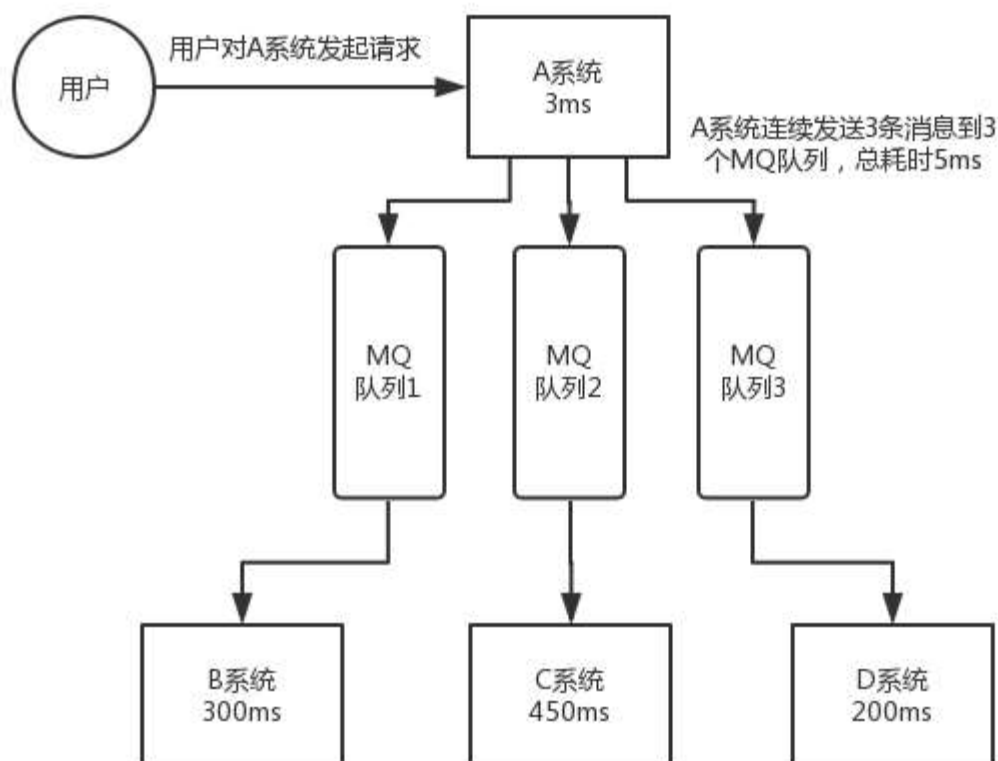 用户对A系统发起请求
用户
A系统
3ms
A系统连续发送3条消息到3
个MQ队列，总耗时5ms
MQ
队列1
MQ
队列2
MQ
队列3
B系统
300ms
C系统
450ms
D系统
200ms